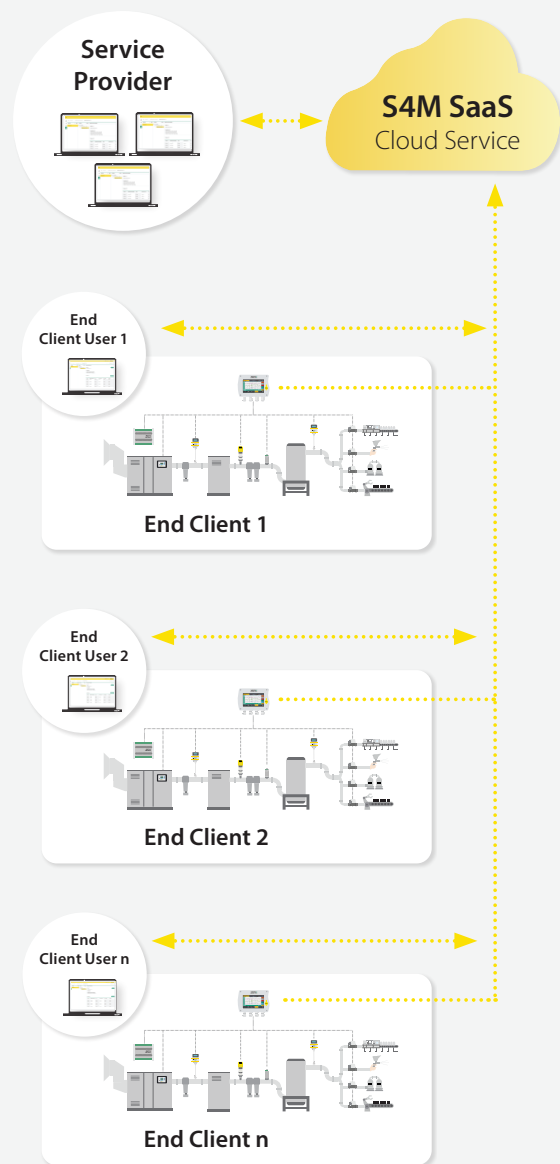 Service
Provider
S4M SaaS
Cloud Service
End
Client User 1
End Client 1
End
Client User 2
End Client 2
End
Client User n
End Client n